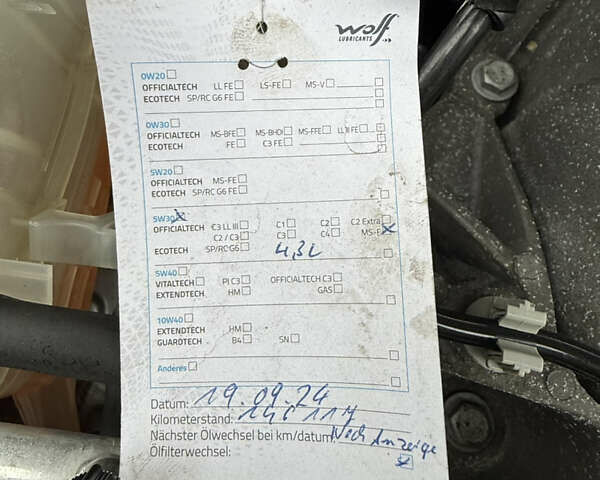 wolf
LUBRICANTS
0W20
OFFICIALTECH LL FE LS-FE MS-V
ECOTECH SP/RC G6 FE
0W30
OFFICIALTECH MS-BFE MS-BHDI MS-FFE LL III FE
ECOTECH FE C3 FE
5W20
OFFICIALTECH MS-FE
ECOTECH SP/RC G6 FE
5W30
OFFICIALTECH C3 LL III C1 C2 C2 Extra
C2 / C3 C3 C4 MS-F
ECOTECH SP/RC G6 4,3L
5W40
VITALTECH PI C3 OFFICIALTECH C3
EXTENDTECH HM GAS
10W40
EXTENDTECH HM
GUARDTECH B4 SN
Anderes
Datum: 19.09.24
Kilometerstand:
Nächster Ölwechsel bei km/datum: Nach Anzeige
Ölfilterwechsel: